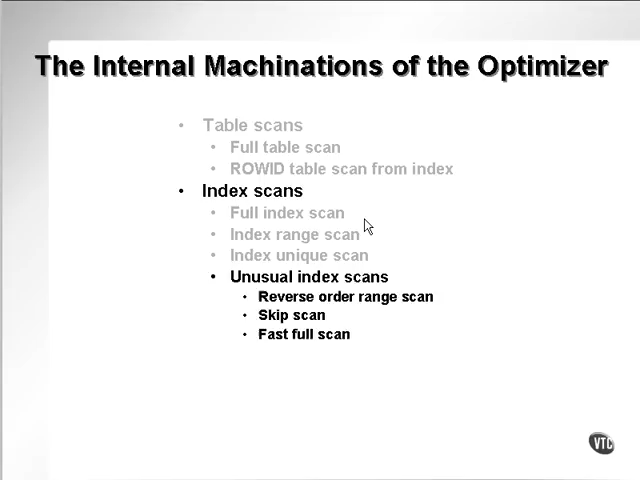 The Internal Machinations of the Optimizer
• Table scans
• Full table scan
• ROWID table scan from index
• Index scans
• Full index scan
• Index range scan
• Index unique scan
• Unusual index scans
• Reverse order range scan
• Skip scan
• Fast full scan
VTC